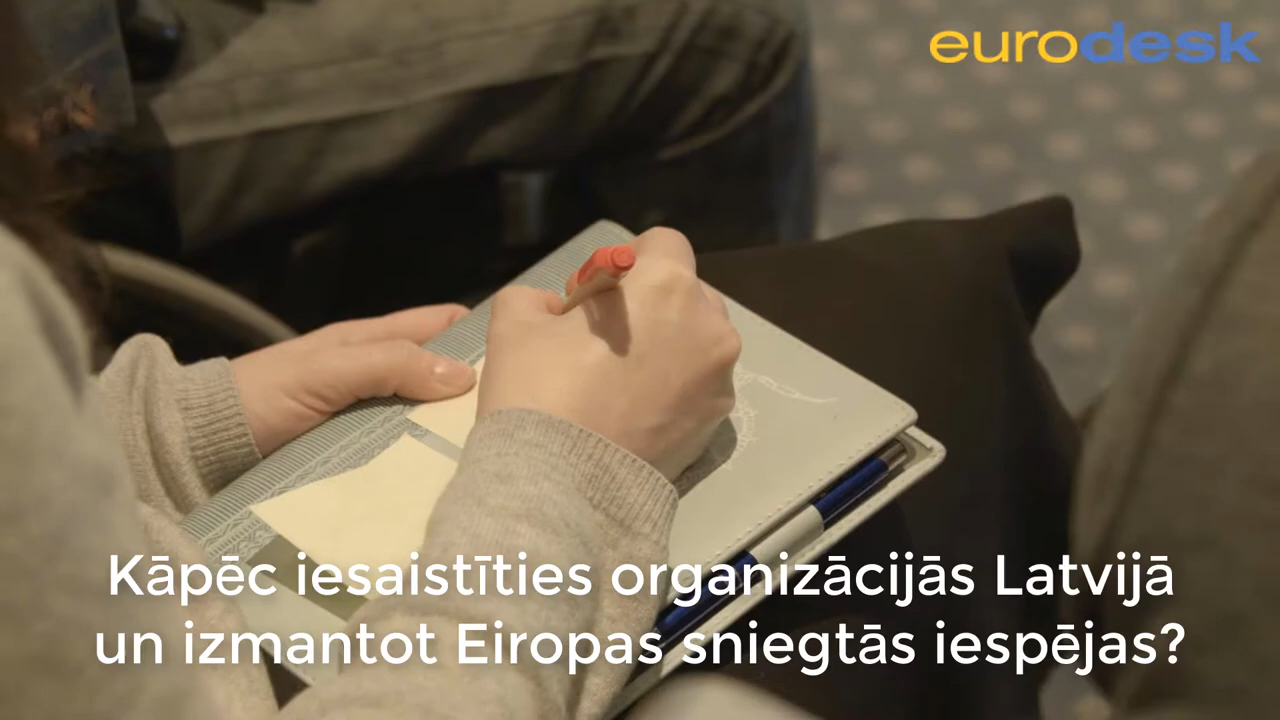 eurodesk
Kāpēc iesaistīties organizācijās Latvijā
un izmantot Eiropas sniegtās iespējas?